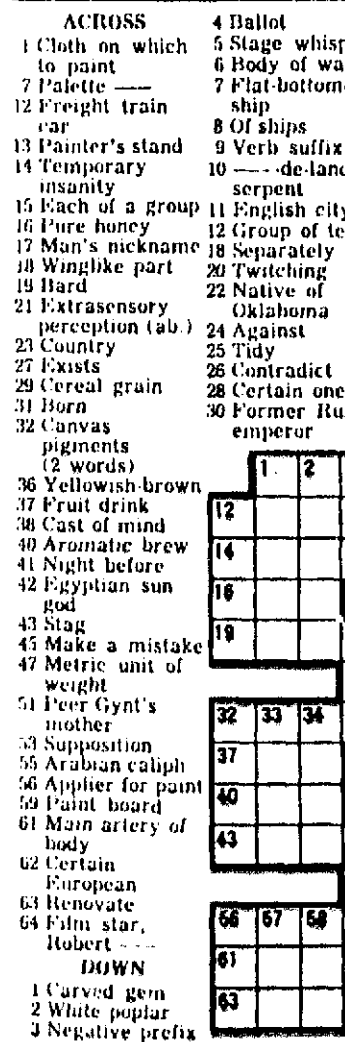 ACROSS
1 Cloth on which
to paint
7 Palette ——
12 Freight train
car
13 Painter's stand
14 Temporary
insanity
15 Each of a group
16 Pure honey
17 Man's nickname
18 Winglike part
19 Bard
21 Extrasensory
perception (ab.)
23 Country
27 Exists
29 Cereal grain
31 Born
32 Canvas
pigments
(2 words)
36 Yellowish-brown
37 Fruit drink
38 Cast of mind
40 Aromatic brew
41 Night before
42 Egyptian sun
god
43 Stag
45 Make a mistake
47 Metric unit of
weight
51 Peer Gynt's
mother
53 Supposition
55 Arabian caliph
56 Applier for paint
59 Paint board
61 Main artery of
body
62 Certain
European
63 Renovate
64 Film star,
Robert ---
DOWN
1 Carved gem
2 White poplar
3 Negative prefix
4 Ballot
5 Stage whisp
6 Body of wa
7 Flat-bottom
ship
8 Of ships
9 Verb suffix
10 ——-de-lanc
serpent
11 English city
12 Group of te
18 Separately
20 Twitching
22 Native of
Oklahoma
24 Against
25 Tidy
26 Contradict
28 Certain one
30 Former Ru
emperor
1 2
12
14
16
19
32 33 34
37
40
43
56 57 58
61
63